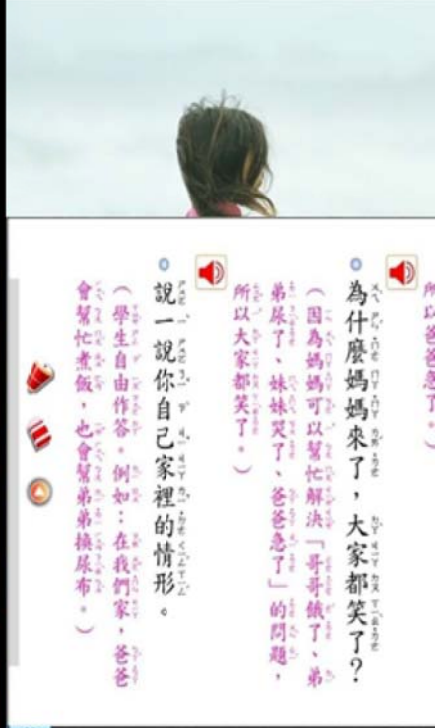 所以爸爸急了。)
為什麼媽媽來了，大家都笑了？
(因為媽媽可以幫忙解決「哥哥餓了、弟
弟尿了、妹妹哭了、爸爸急了」的問題，
所以大家都笑了。)
說一說你自己家裡的情形。
(學生自由作答。例如：在我們家，爸爸
會幫忙煮飯，也會幫弟弟換尿布。)